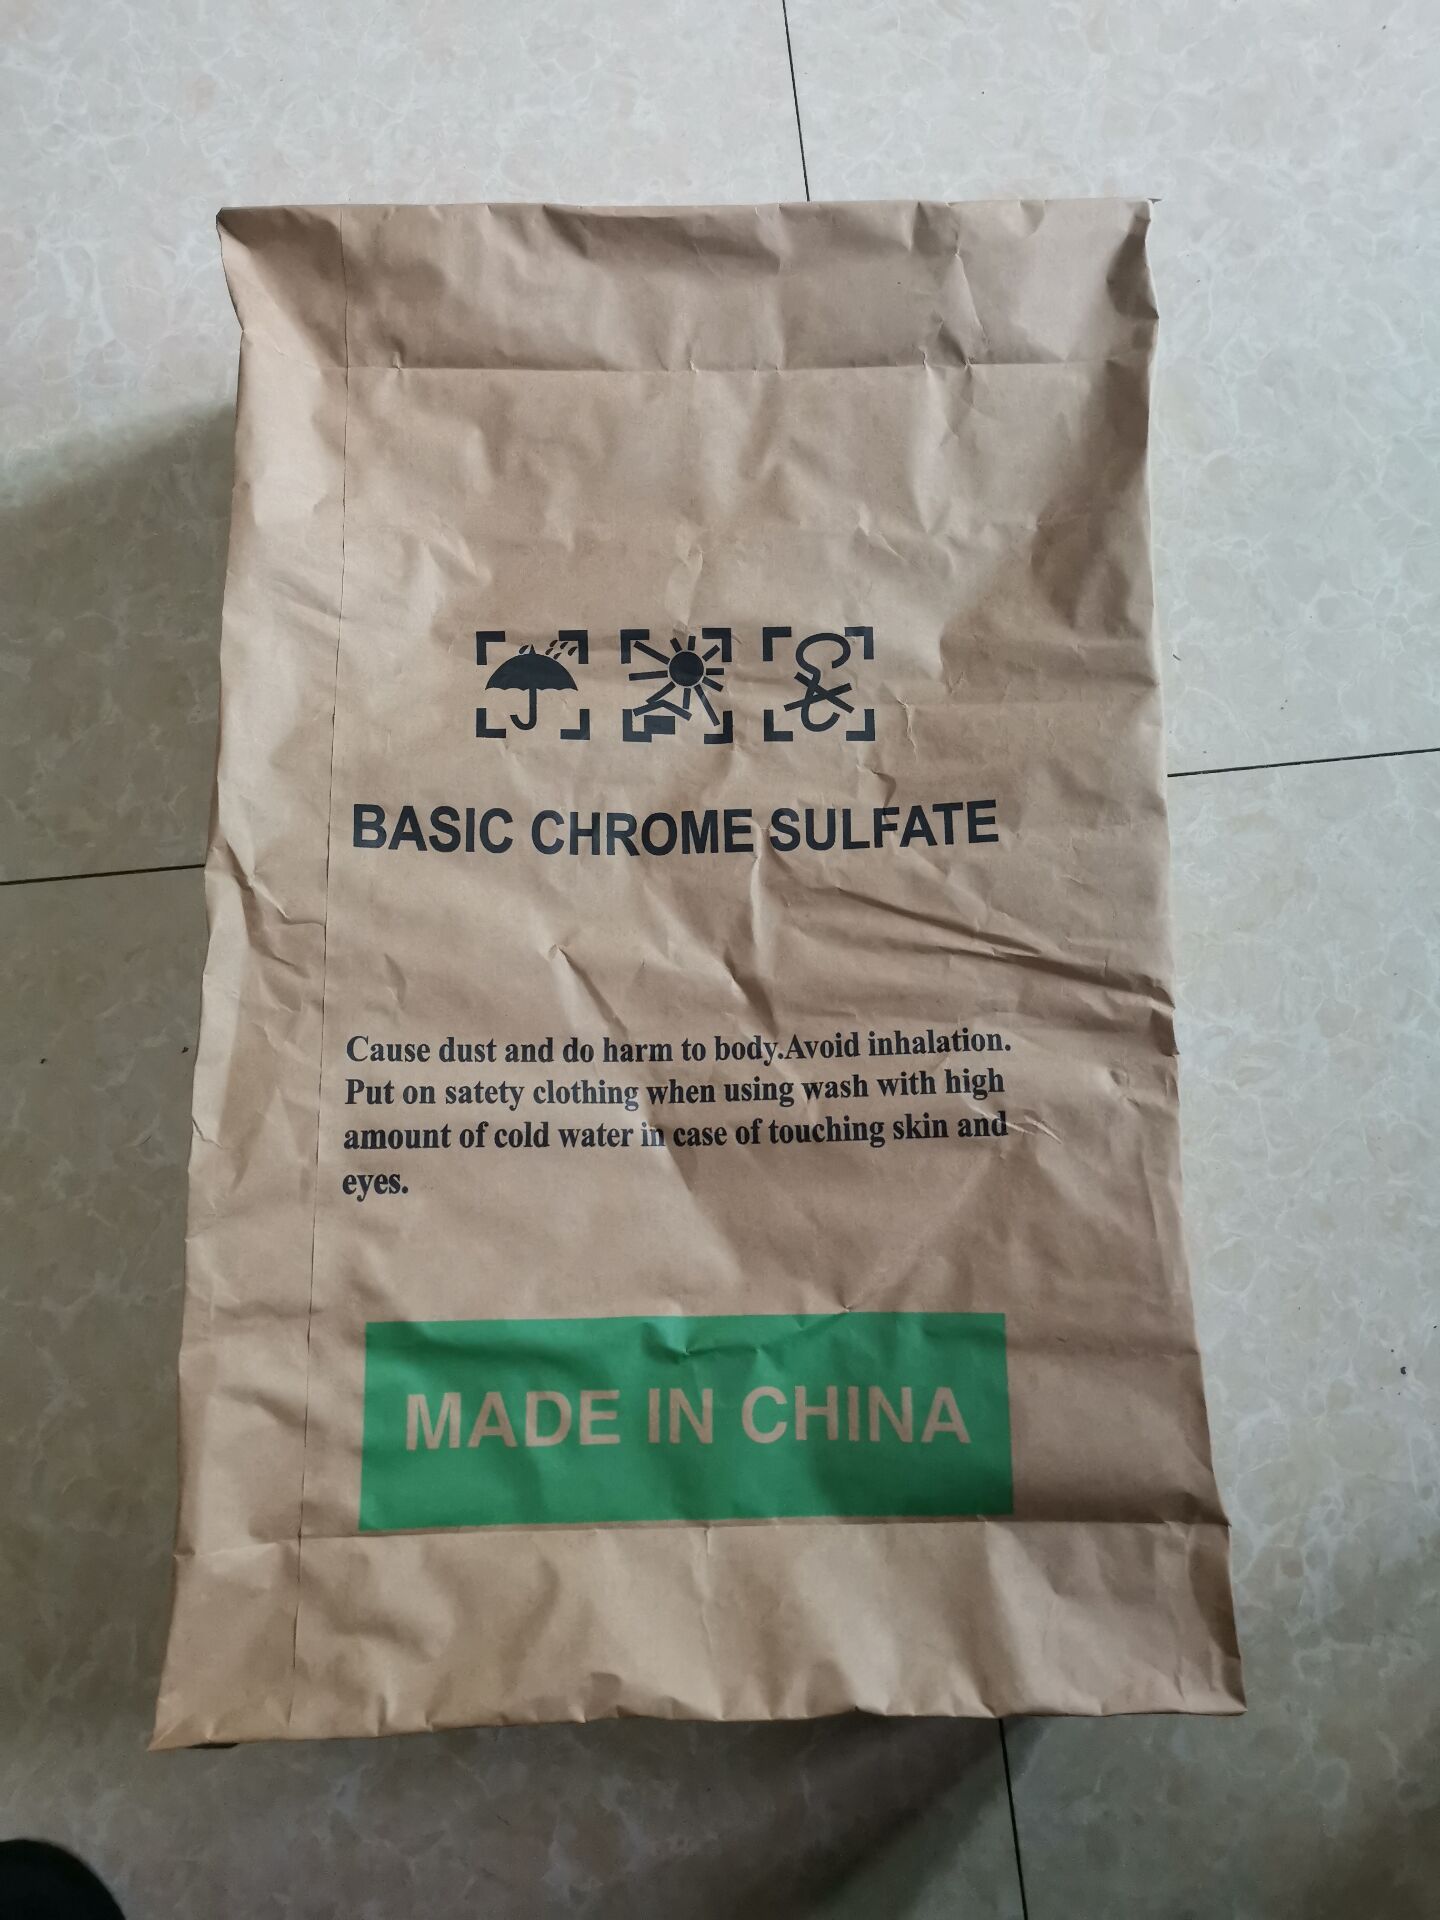 BASIC CHROME SULFATE
Cause dust and do harm to body.Avoid inhalation.
Put on satety clothing when using wash with high
amount of cold water in case of touching skin and
eyes.
MADE IN CHINA